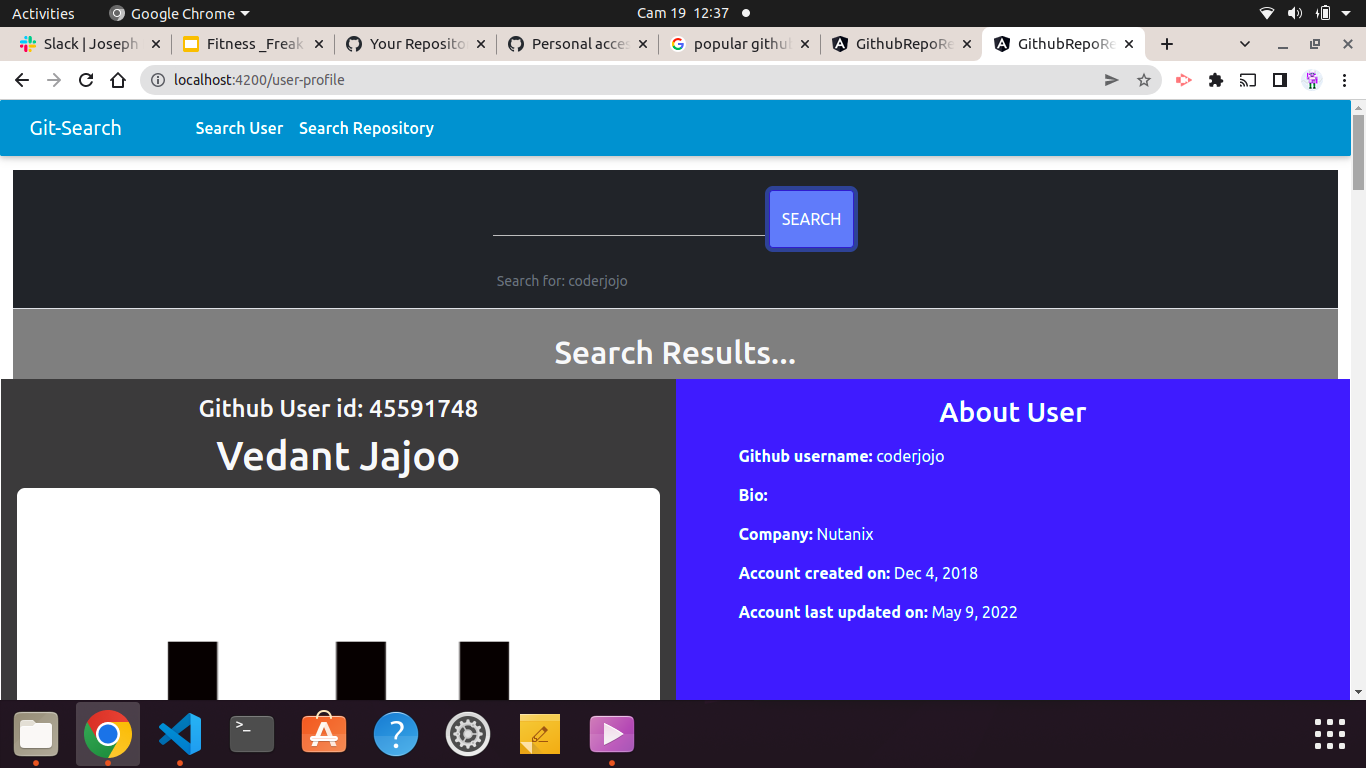 Activities Google Chrome Cam 19 12:37
Slack | Joseph Fitness _Freak Your Reposito Personal acces popular github GithubRepoRe GithubRepoRe
localhost:4200/user-profile
Git-Search Search User Search Repository
SEARCH
Search for: coderjojo
Search Results...
Github User id: 45591748
Vedant Jajoo
About User
Github username: coderjojo
Bio:
Company: Nutanix
Account created on: Dec 4, 2018
Account last updated on: May 9, 2022